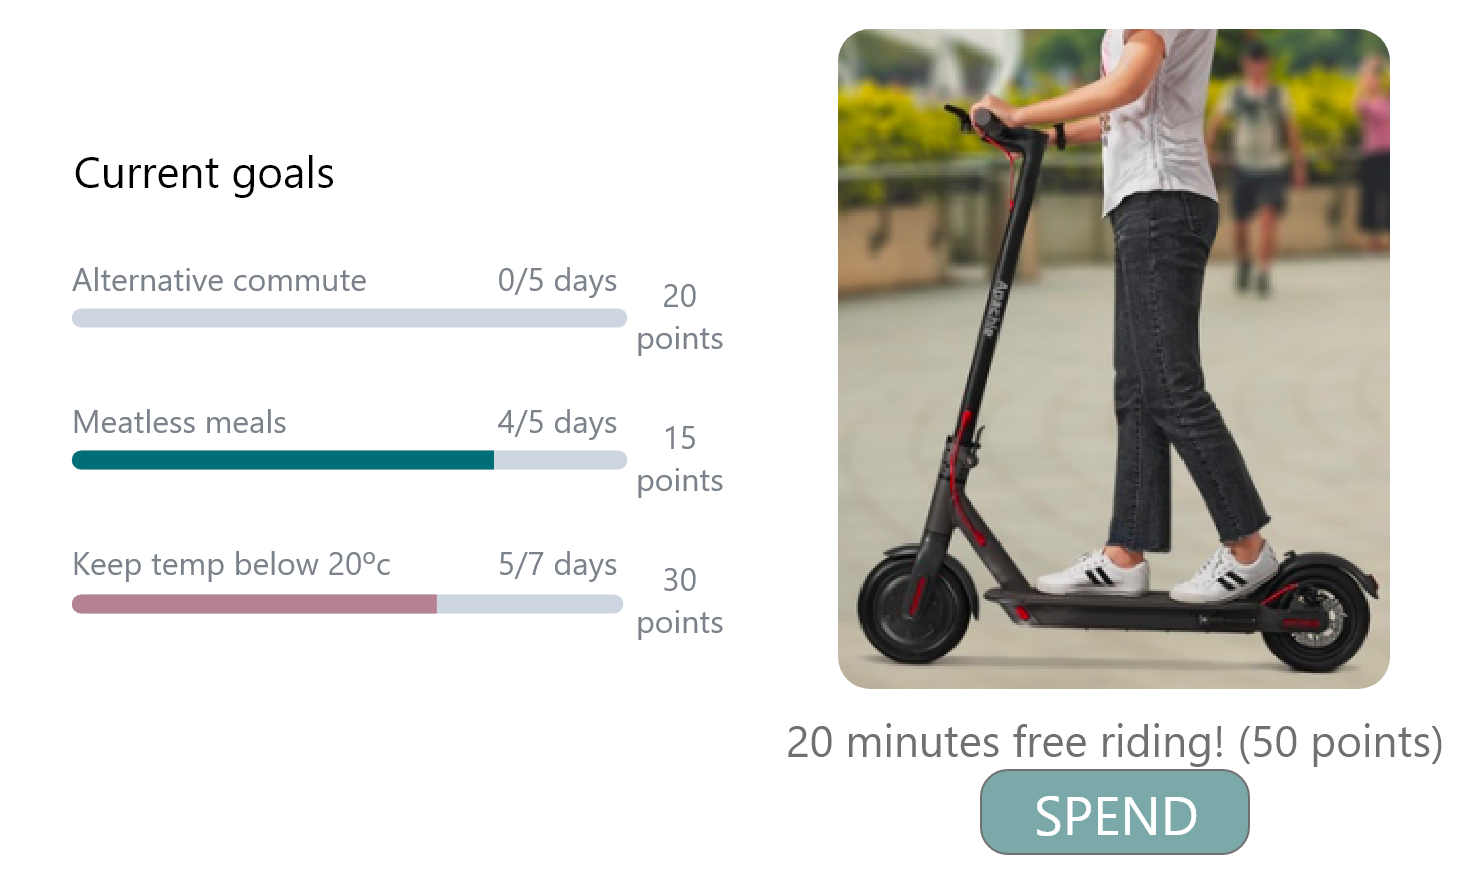 Current goals
Alternative commute 0/5 days
20
points
Meatless meals 4/5 days
15
points
Keep temp below 20ºc 5/7 days
30
points
20 minutes free riding! (50 points)
SPEND